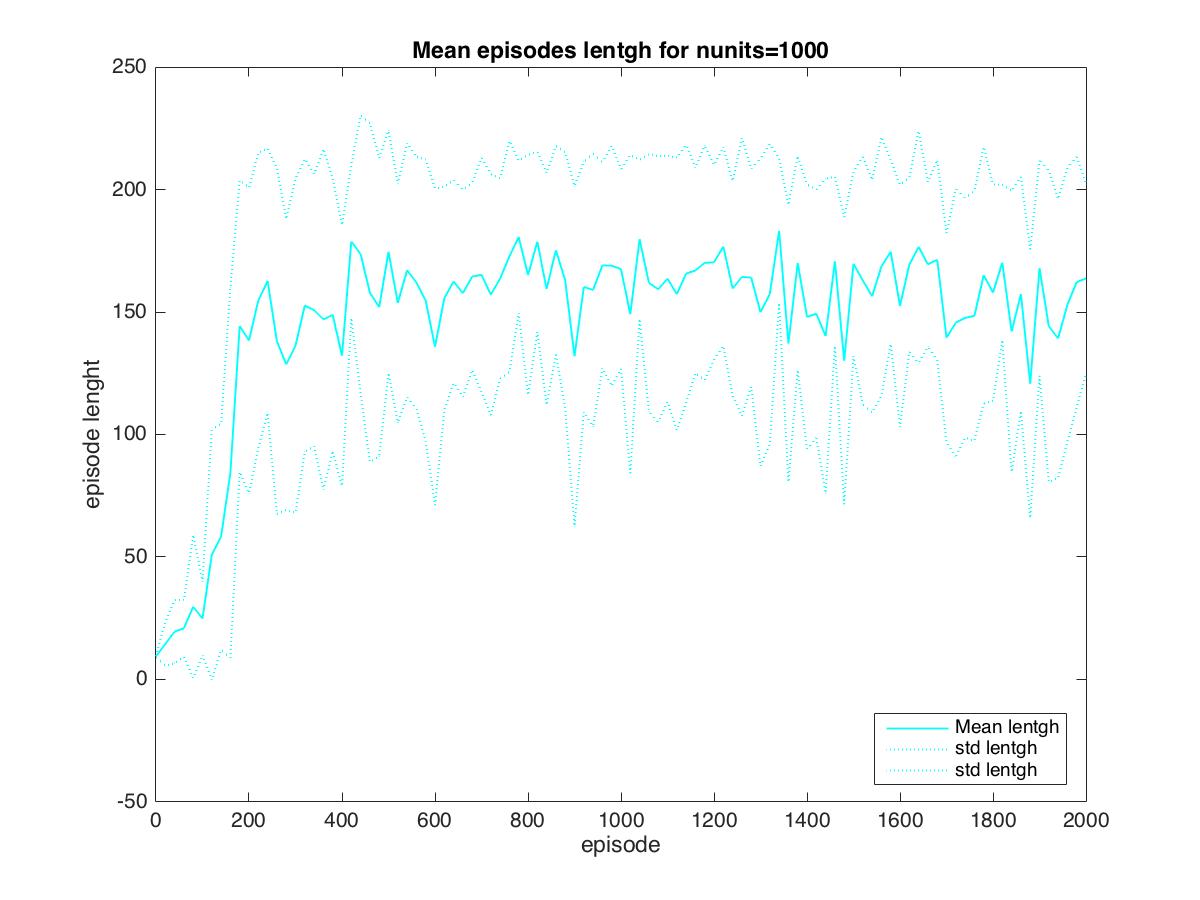 Mean episodes lentgh for nunits=1000
250
200
150
100
50
0
-50
episode lenght
Mean lentgh
std lentgh
std lentgh
0 200 400 600 800 1000 1200 1400 1600 1800 2000
episode